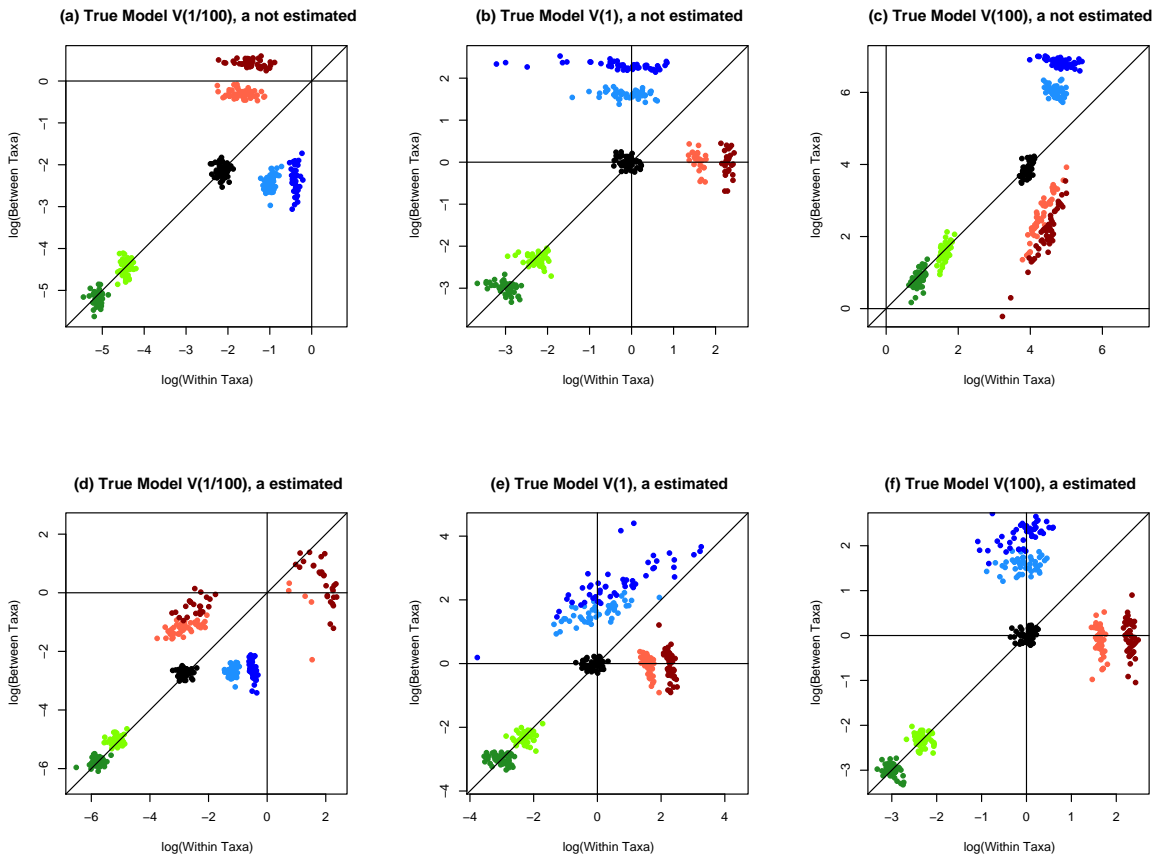 (a) True Model V(1/100), a not estimated
(b) True Model V(1), a not estimated
(c) True Model V(100), a not estimated
log(Between Taxa)
0
−1
−2
−3
−4
−5
−5 −4 −3 −2 −1 0
log(Within Taxa)
log(Between Taxa)
2
1
0
−1
−2
−3
−3 −2 −1 0 1 2
log(Within Taxa)
log(Between Taxa)
6
4
2
0
0 2 4 6
log(Within Taxa)
(d) True Model V(1/100), a estimated
(e) True Model V(1), a estimated
(f) True Model V(100), a estimated
log(Between Taxa)
2
0
−2
−4
−6
−6 −4 −2 0 2
log(Within Taxa)
log(Between Taxa)
4
2
0
−2
−4
−4 −2 0 2 4
log(Within Taxa)
log(Between Taxa)
2
1
0
−1
−2
−3
−3 −2 −1 0 1 2
log(Within Taxa)